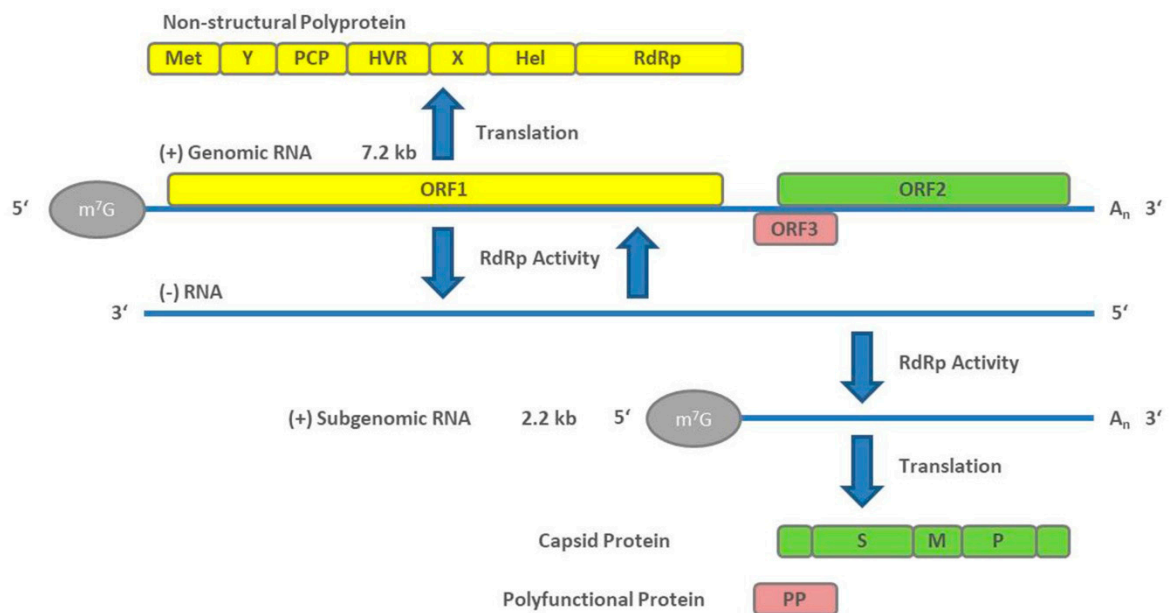 Non-structural Polyprotein
Met Y PCP HVR X Hel RdRp
Translation
(+) Genomic RNA 7.2 kb
ORF1 ORF2
5‘ m⁷G Aₙ 3‘
ORF3
RdRp Activity
(-) RNA
3‘ 5‘
RdRp Activity
(+) Subgenomic RNA 2.2 kb 5‘ m⁷G Aₙ 3‘
Translation
Capsid Protein S M P
Polyfunctional Protein PP